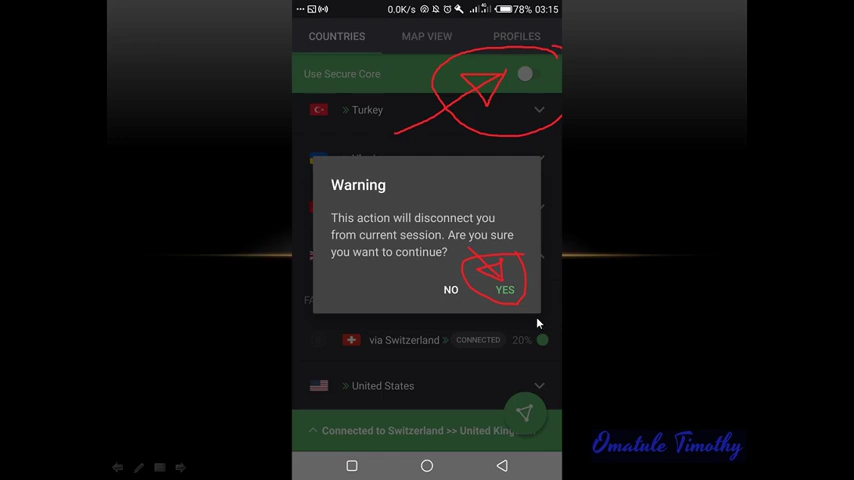 0.0K/s 78% 03:15
COUNTRIES MAP VIEW PROFILES
Use Secure Core
Turkey
Warning
This action will disconnect you
from current session. Are you sure
you want to continue?
NO YES
via Switzerland CONNECTED 20%
United States
Connected to Switzerland >> United King
Omatule Timothy